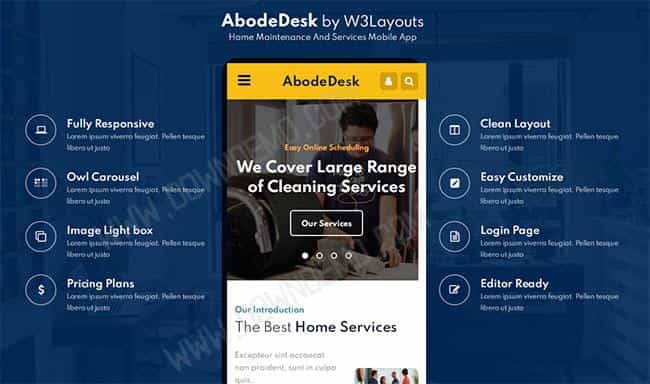 AbodeDesk by W3Layouts
Home Maintenance And Services Mobile App
AbodeDesk
Fully Responsive
Lorem ipsum viverra feugiat. Pellen tesque
libero ut justo
Owl Carousel
Lorem ipsum viverra feugiat. Pellen tesque
libero ut justo
Image Light box
Lorem ipsum viverra feugiat. Pellen tesque
libero ut justo
Pricing Plans
Lorem ipsum viverra feugiat. Pellen tesque
libero ut justo
Easy Online Scheduling
We Cover Large Range
of Cleaning Services
Our Services
Our Introduction
The Best Home Services
Excepteur sint occaecat
non proident, sunt in culpa
quis..
Clean Layout
Lorem ipsum viverra feugiat. Pellen tesque
libero ut justo
Easy Customize
Lorem ipsum viverra feugiat. Pellen tesque
libero ut justo
Login Page
Lorem ipsum viverra feugiat. Pellen tesque
libero ut justo
Editor Ready
Lorem ipsum viverra feugiat. Pellen tesque
libero ut justo